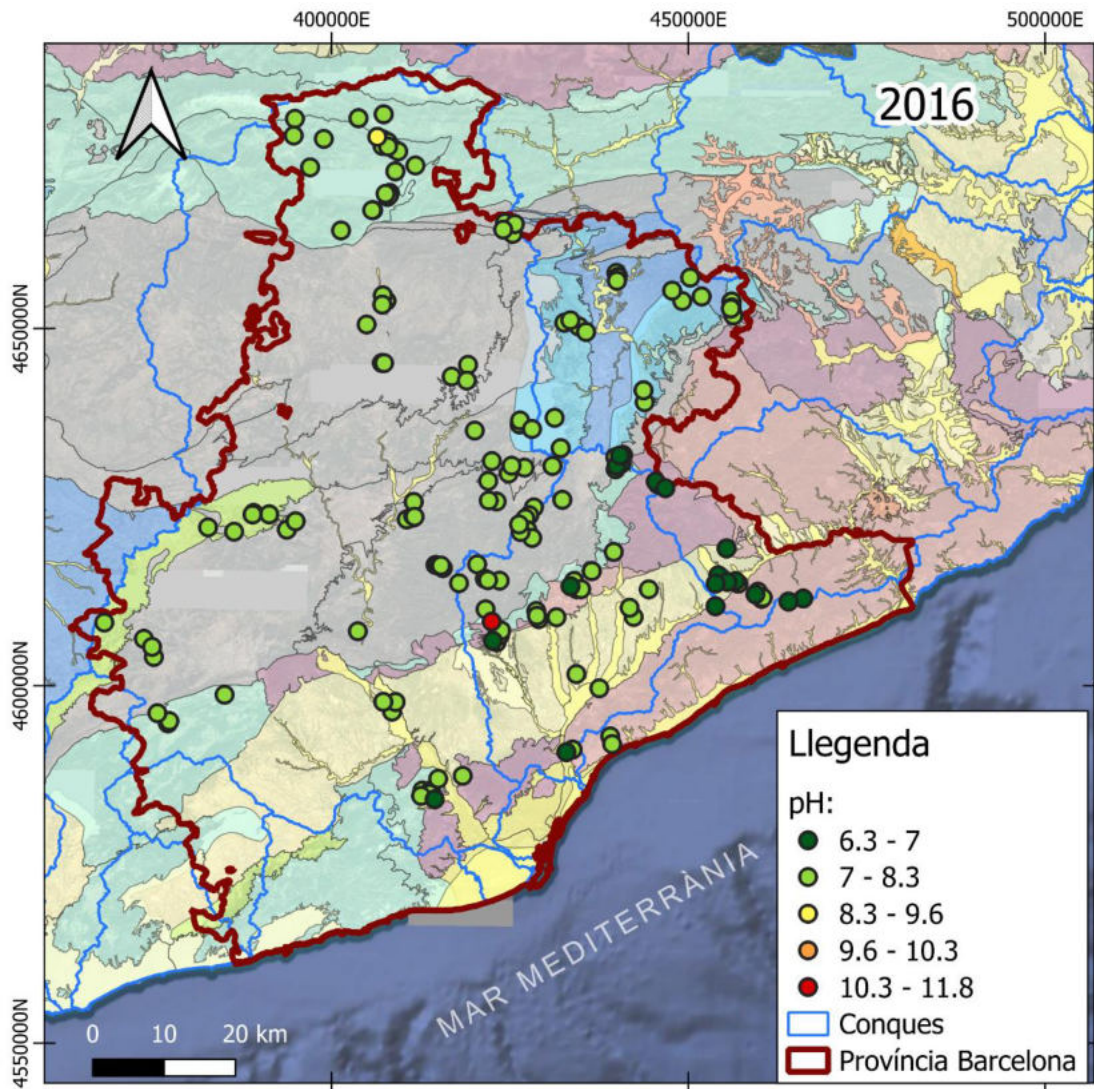 400000E
450000E
500000E
2016
4650000N
4600000N
4550000N
Llegenda
pH:
6.3 - 7
7 - 8.3
8.3 - 9.6
9.6 - 10.3
10.3 - 11.8
Conques
Província Barcelona
MAR MEDITERRÀNIA
0 10 20 km